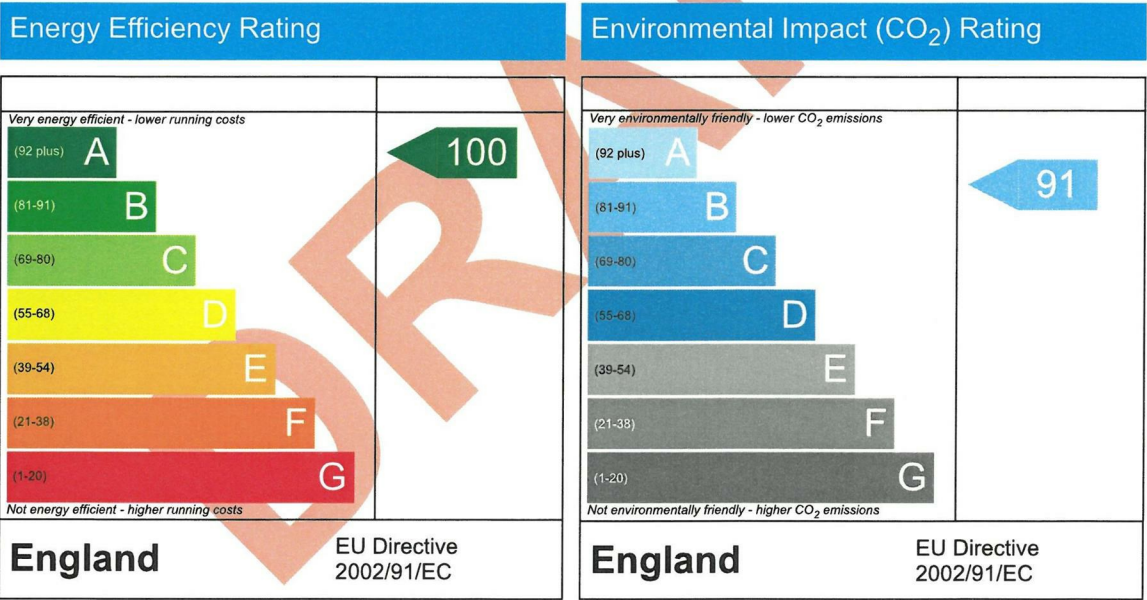 Energy Efficiency Rating
Very energy efficient - lower running costs
(92 plus) A
100
(81-91) B
(69-80) C
(55-68) D
(39-54) E
(21-38) F
(1-20) G
Not energy efficient - higher running costs
England
EU Directive
2002/91/EC
Environmental Impact (CO₂) Rating
Very environmentally friendly - lower CO₂ emissions
(92 plus) A
91
(81-91) B
(69-80) C
(55-68) D
(39-54) E
(21-38) F
(1-20) G
Not environmentally friendly - higher CO₂ emissions
England
EU Directive
2002/91/EC
DRA